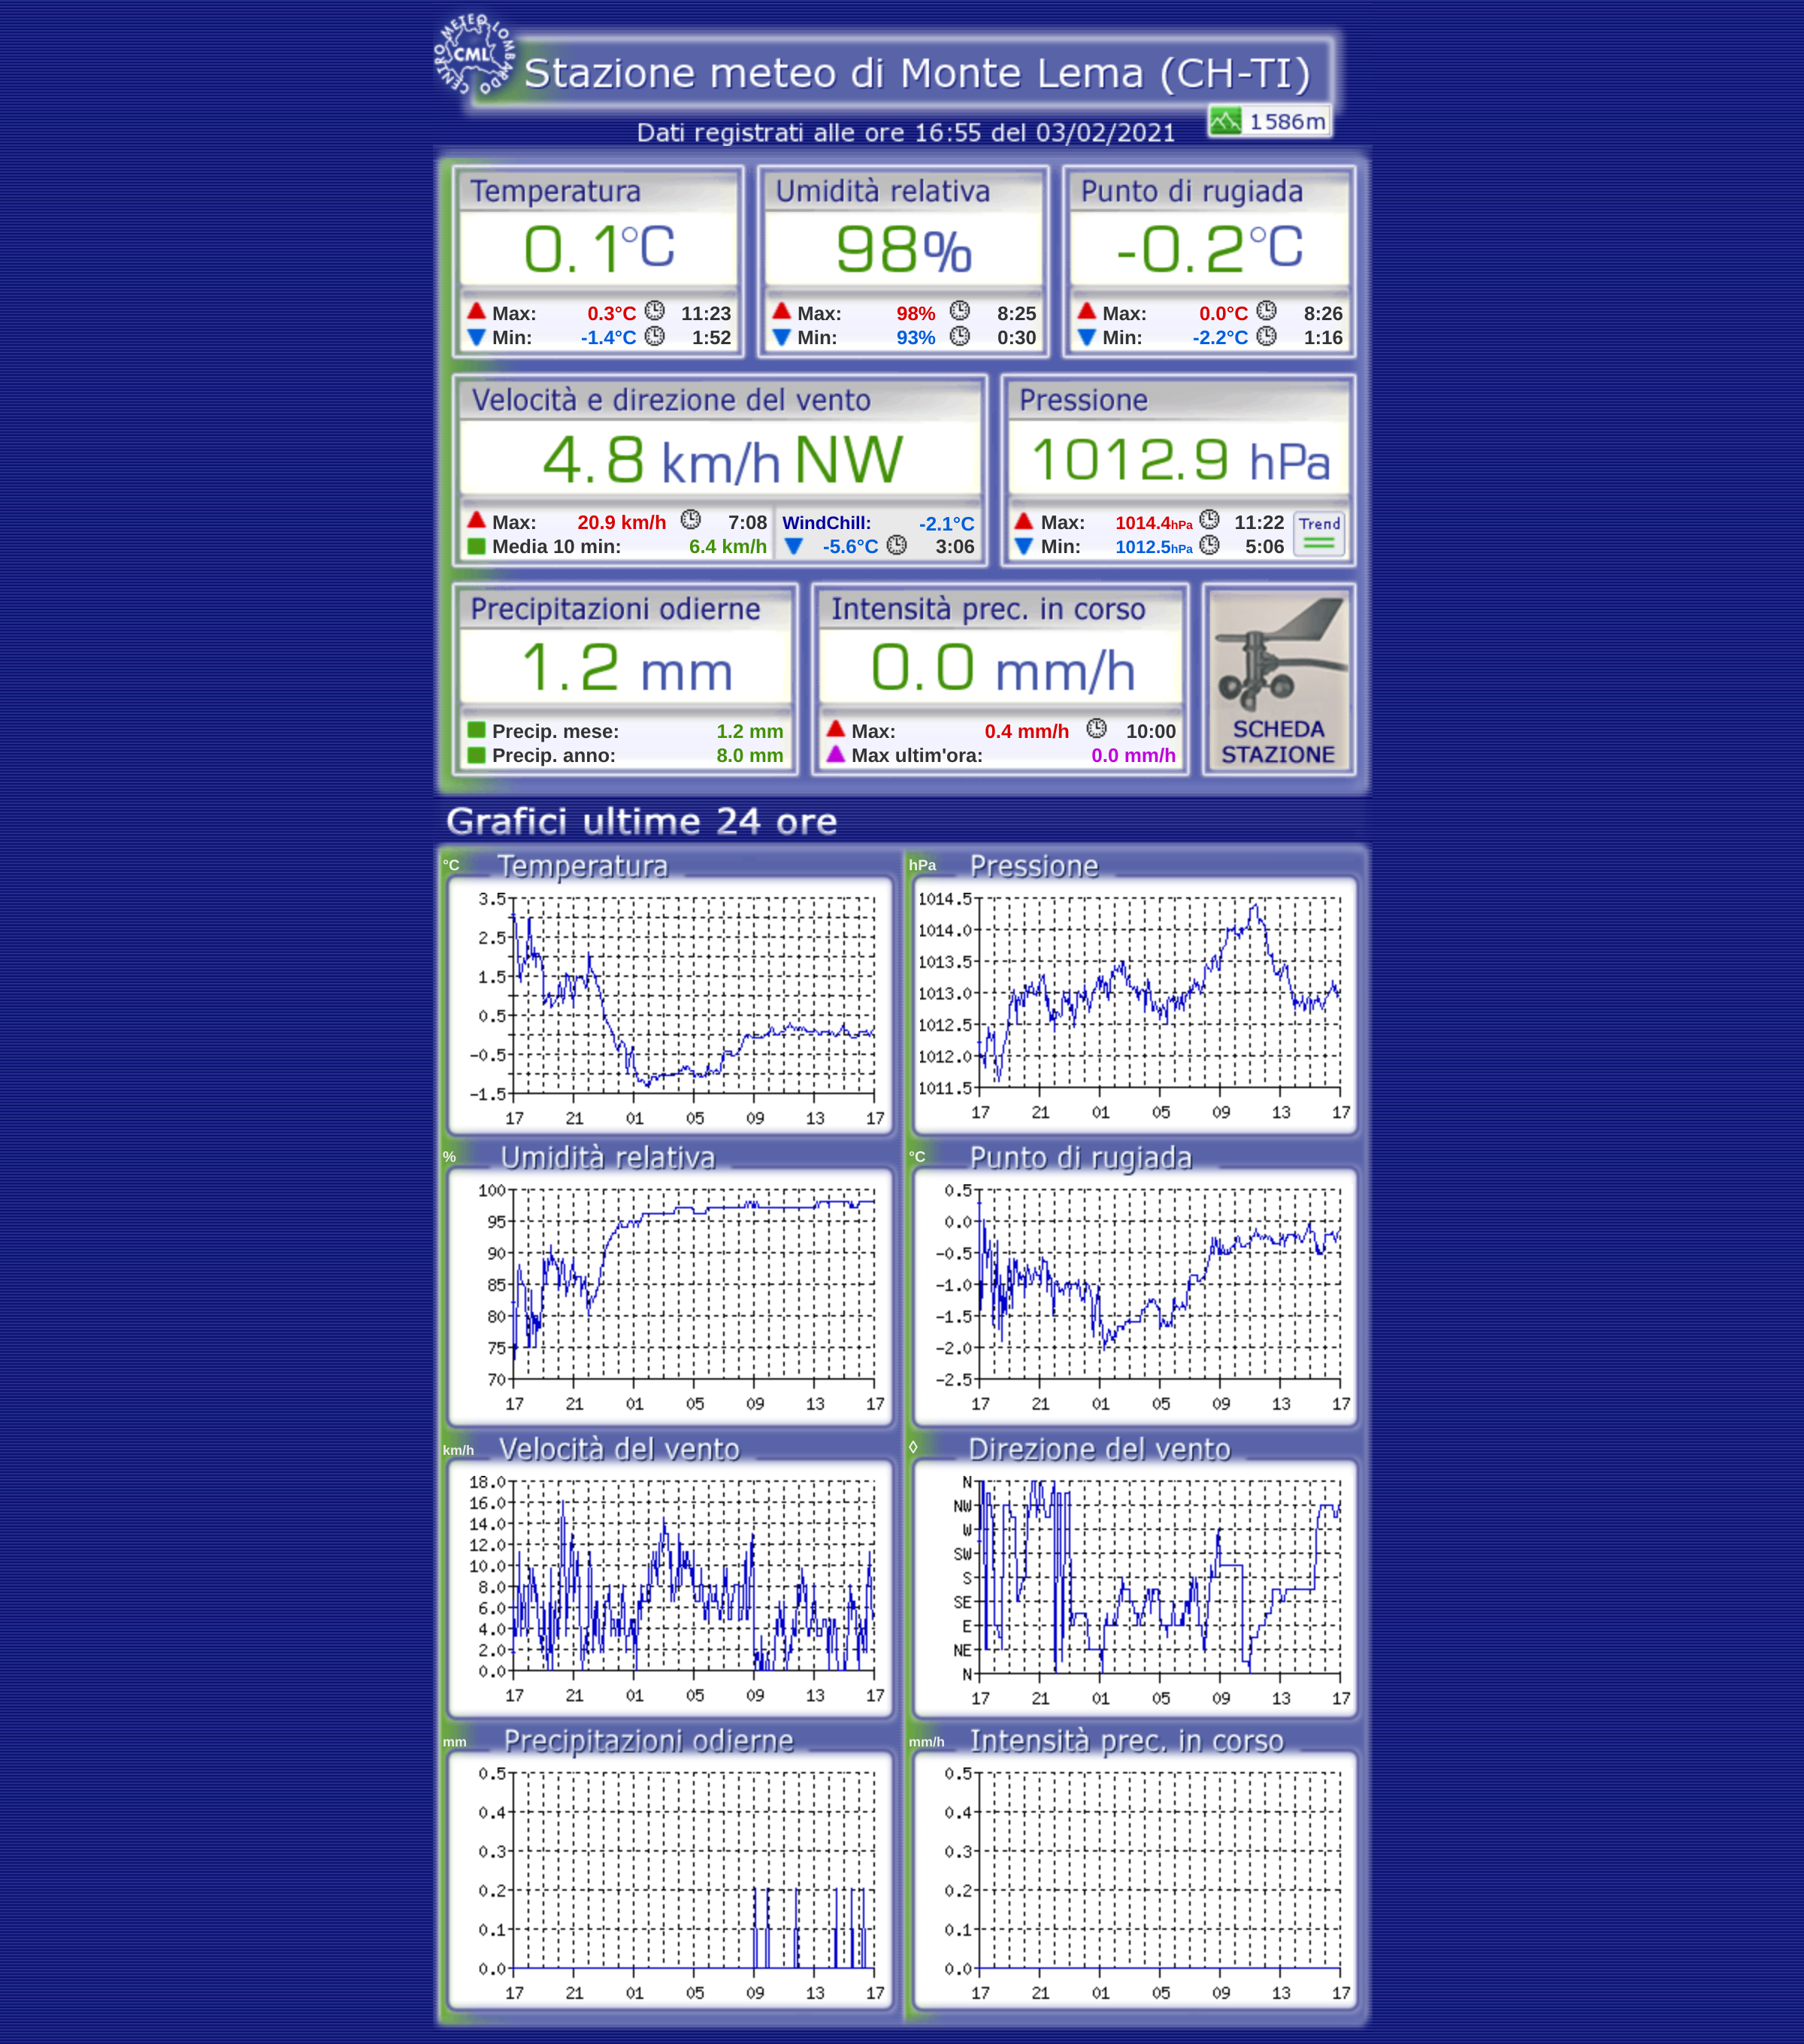 CENTRO METEO LOMBARDO
CML
Stazione meteo di Monte Lema (CH-TI)
1586m
Dati registrati alle ore 16:55 del 03/02/2021
Temperatura
0.1°C
Max: 0.3°C 11:23
Min: -1.4°C 1:52
Umidità relativa
98%
Max: 98% 8:25
Min: 93% 0:30
Punto di rugiada
-0.2°C
Max: 0.0°C 8:26
Min: -2.2°C 1:16
Velocità e direzione del vento
4.8 km/h NW
Max: 20.9 km/h 7:08
Media 10 min: 6.4 km/h
WindChill: -2.1°C
-5.6°C 3:06
Pressione
1012.9 hPa
Max: 1014.4hPa 11:22
Min: 1012.5hPa 5:06
Trend
Precipitazioni odierne
1.2 mm
Precip. mese: 1.2 mm
Precip. anno: 8.0 mm
Intensità prec. in corso
0.0 mm/h
Max: 0.4 mm/h 10:00
Max ultim'ora: 0.0 mm/h
SCHEDA
STAZIONE
Grafici ultime 24 ore
°C Temperatura
3.5
2.5
1.5
0.5
-0.5
-1.5
17 21 01 05 09 13 17
hPa Pressione
1014.5
1014.0
1013.5
1013.0
1012.5
1012.0
1011.5
17 21 01 05 09 13 17
% Umidità relativa
100
95
90
85
80
75
70
17 21 01 05 09 13 17
°C Punto di rugiada
0.5
0.0
-0.5
-1.0
-1.5
-2.0
-2.5
17 21 01 05 09 13 17
km/h Velocità del vento
18.0
16.0
14.0
12.0
10.0
8.0
6.0
4.0
2.0
0.0
17 21 01 05 09 13 17
◊ Direzione del vento
N
NW
W
SW
S
SE
E
NE
N
17 21 01 05 09 13 17
mm Precipitazioni odierne
0.5
0.4
0.3
0.2
0.1
0.0
17 21 01 05 09 13 17
mm/h Intensità prec. in corso
0.5
0.4
0.3
0.2
0.1
0.0
17 21 01 05 09 13 17